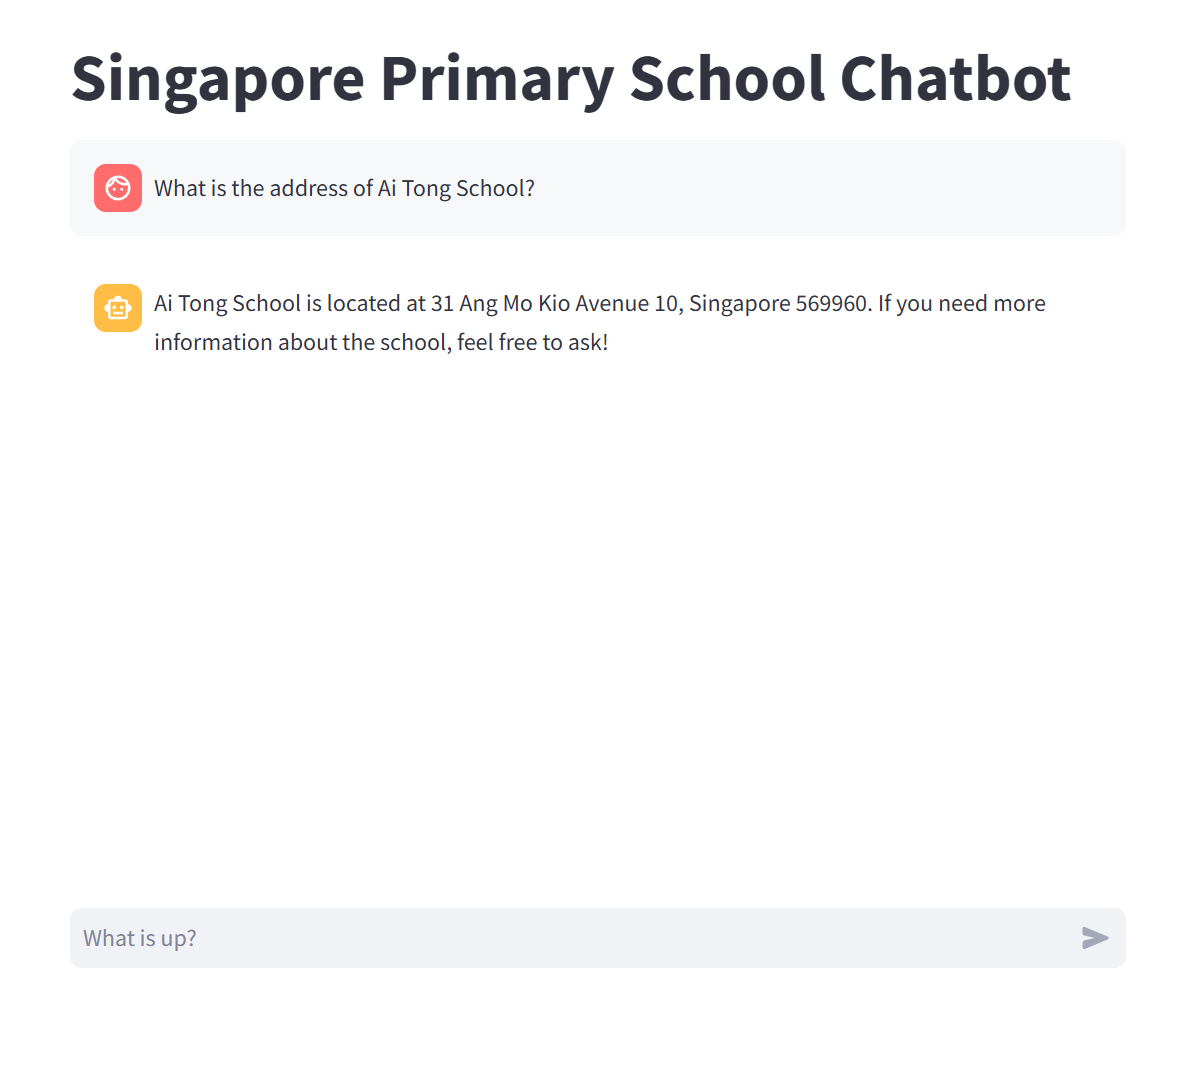 Singapore Primary School Chatbot
What is the address of Ai Tong School?
Ai Tong School is located at 31 Ang Mo Kio Avenue 10, Singapore 569960. If you need more
information about the school, feel free to ask!
What is up?